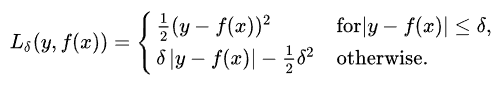 L_δ(y, f(x)) = { ½(y − f(x))² for|y − f(x)| ≤ δ,
δ|y − f(x)| − ½δ² otherwise.